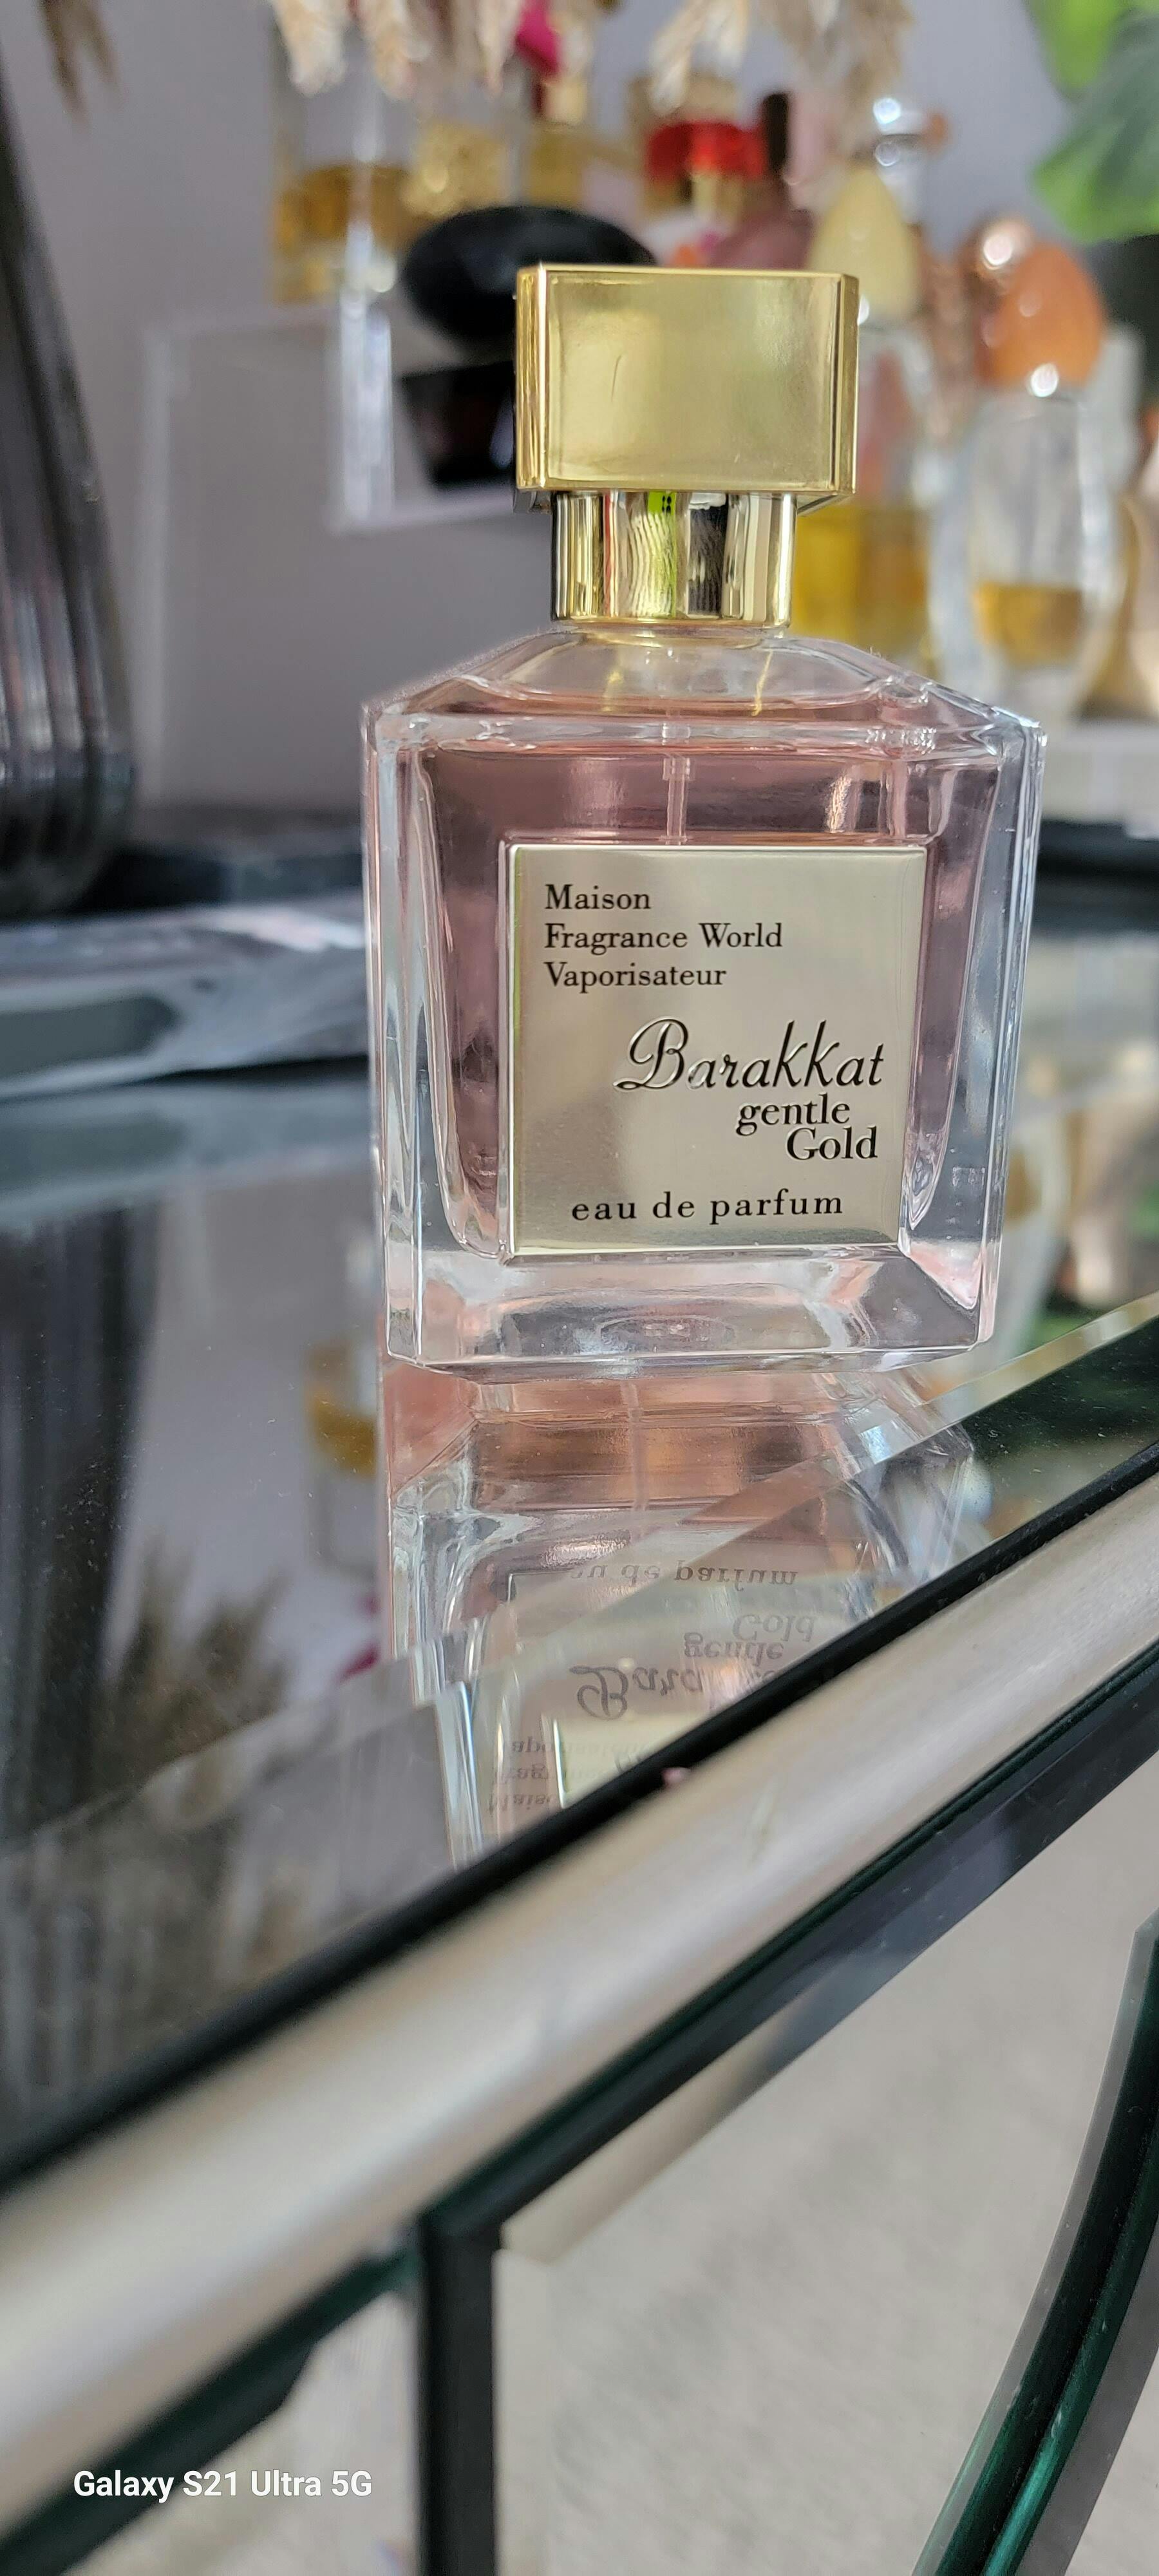 Maison
Fragrance World
Vaporisateur
Barakkat
gentle
Gold
eau de parfum
Galaxy S21 Ultra 5G